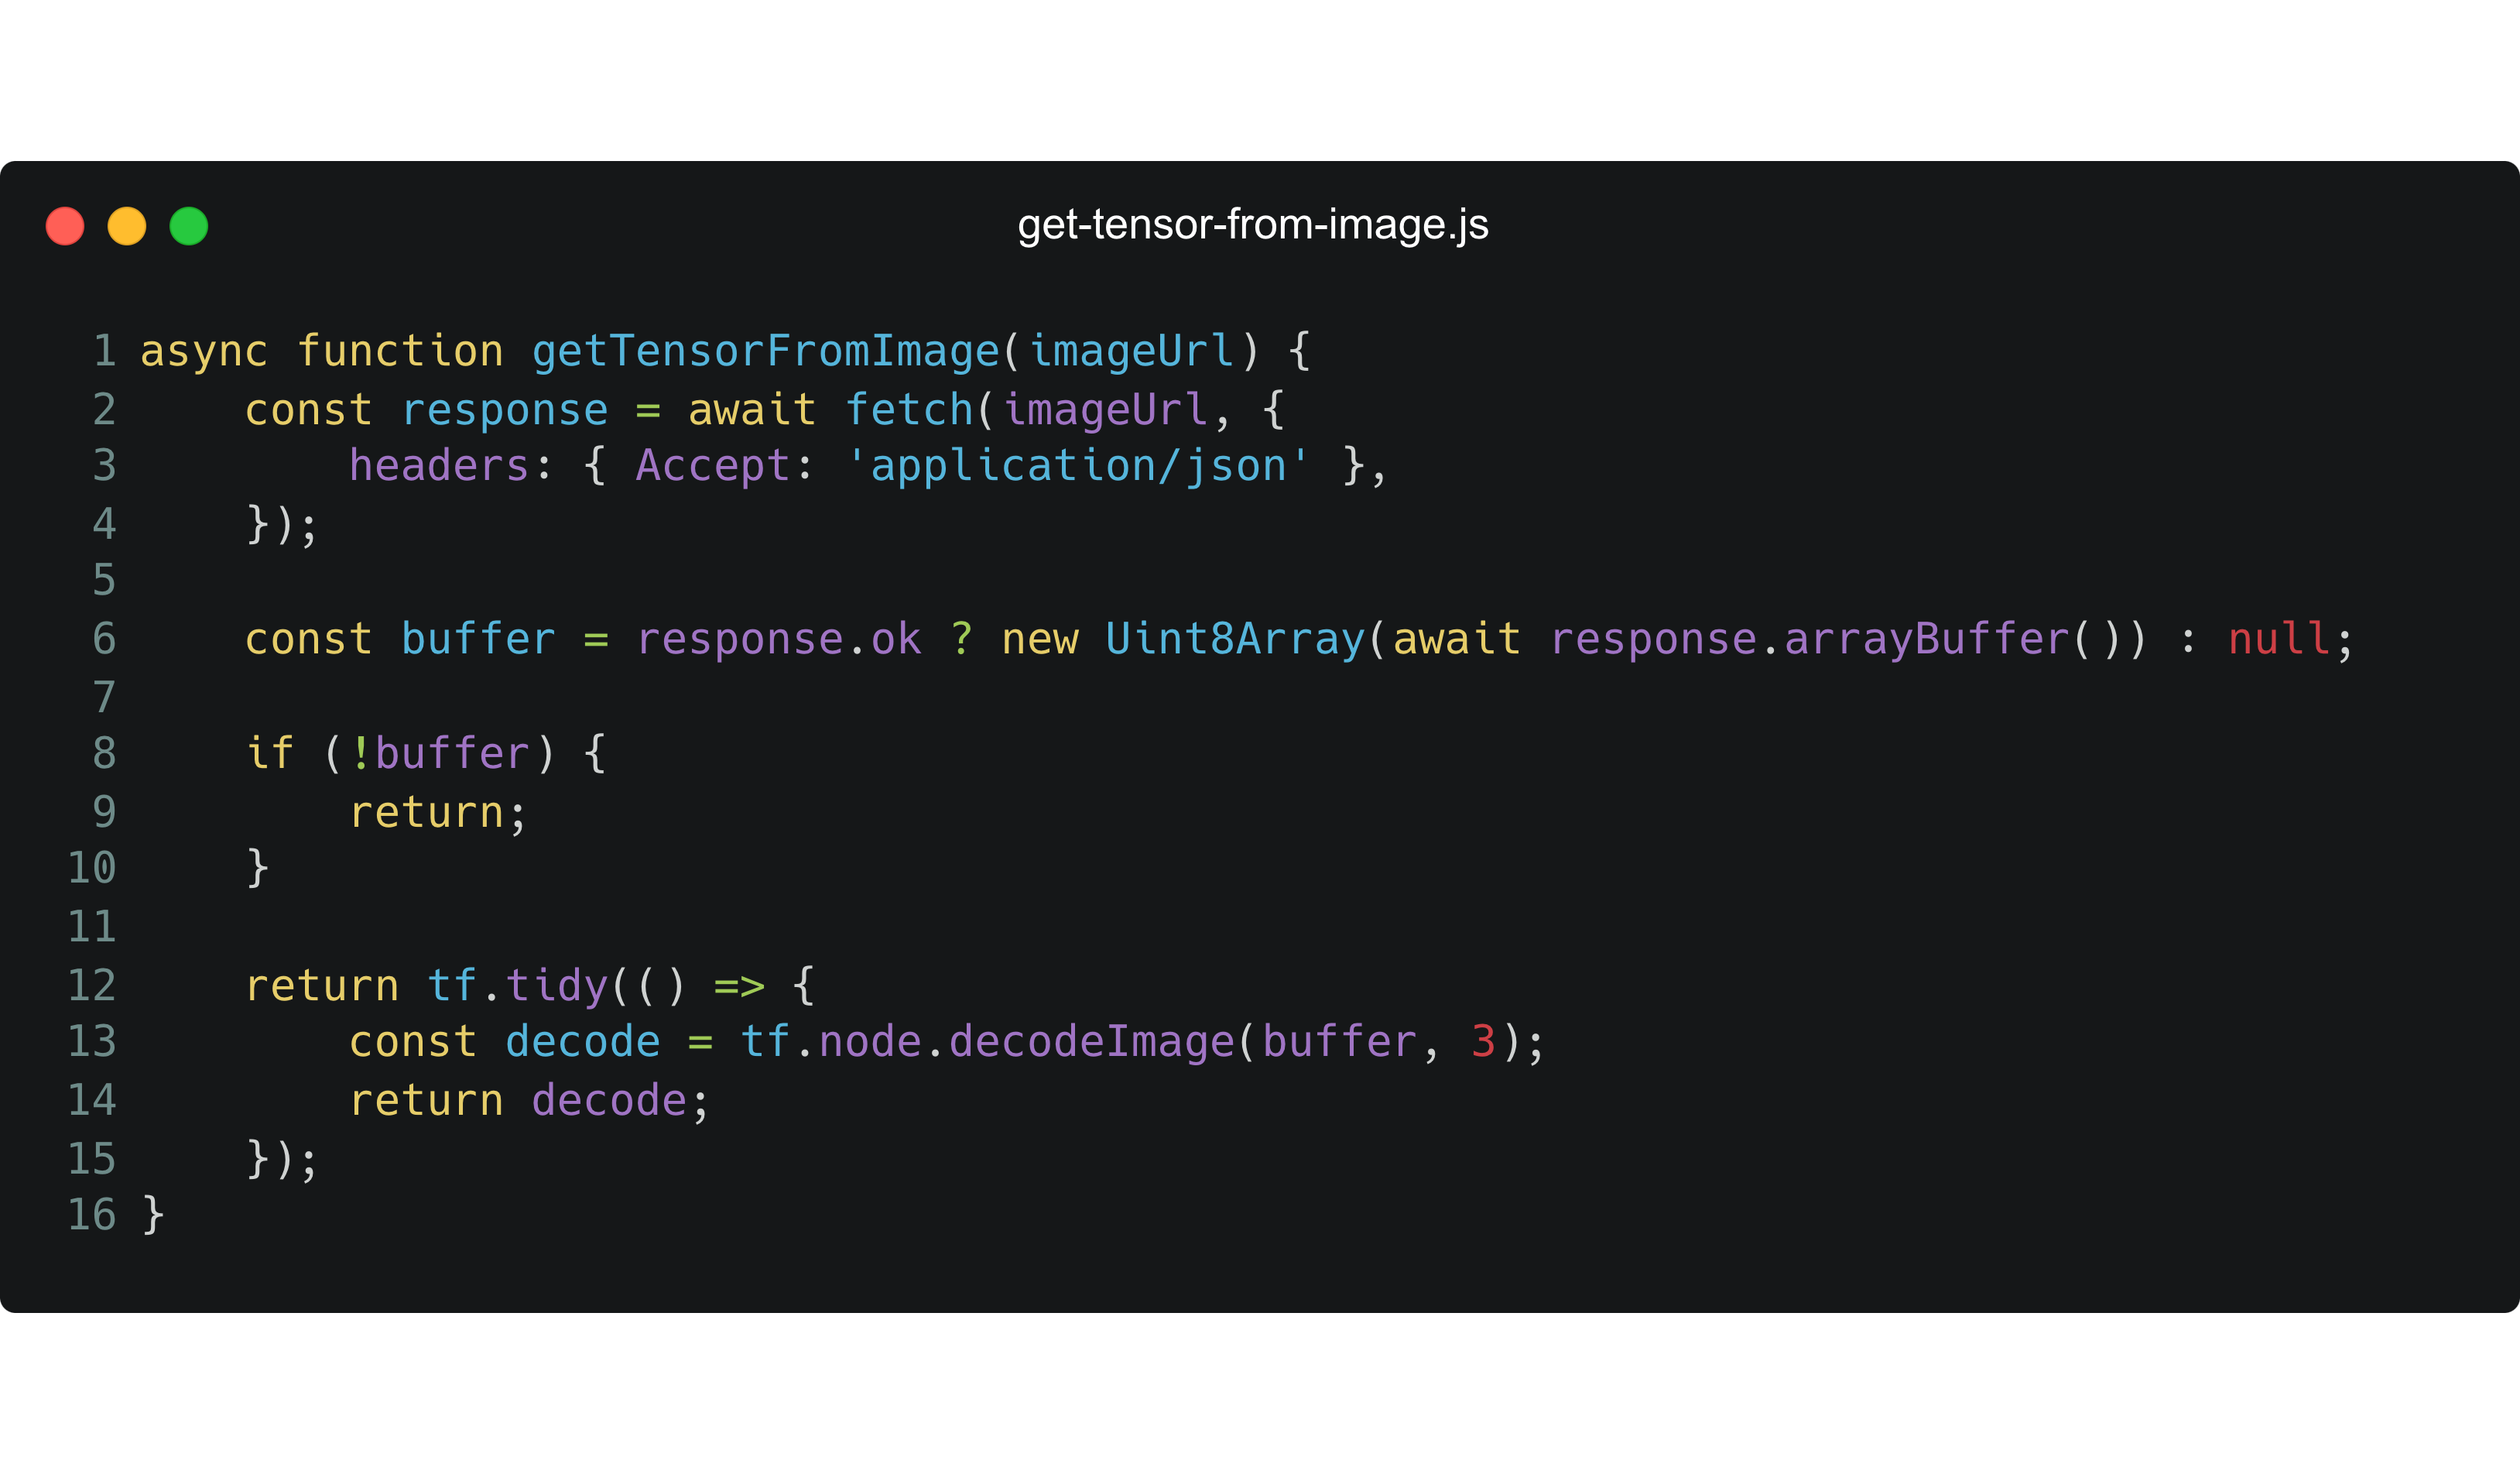 get-tensor-from-image.js
1 async function getTensorFromImage(imageUrl) {
2     const response = await fetch(imageUrl, {
3         headers: { Accept: 'application/json' },
4     });
5
6     const buffer = response.ok ? new Uint8Array(await response.arrayBuffer()) : null;
7
8     if (!buffer) {
9         return;
10     }
11
12     return tf.tidy(() => {
13         const decode = tf.node.decodeImage(buffer, 3);
14         return decode;
15     });
16 }